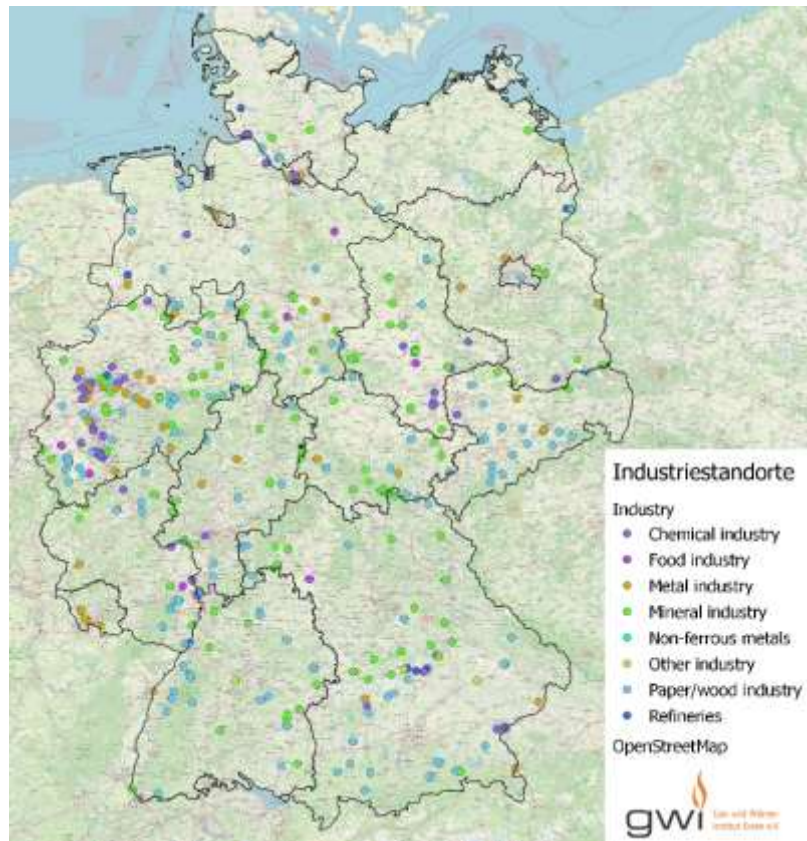 Industriestandorte
Industry
Chemical industry
Food industry
Metal industry
Mineral industry
Non-ferrous metals
Other industry
Paper/wood industry
Refineries
OpenStreetMap
gwi